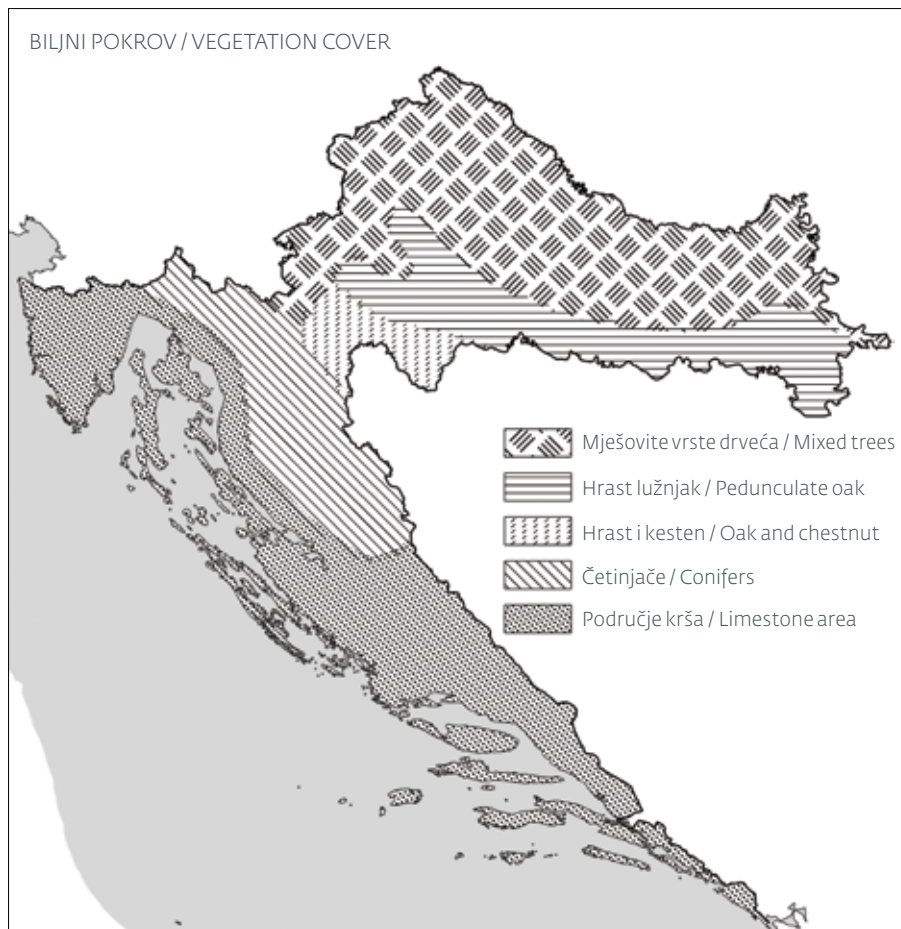 BILJNI POKROV / VEGETATION COVER
Mješovite vrste drveća / Mixed trees
Hrast lužnjak / Pedunculate oak
Hrast i kesten / Oak and chestnut
Četinjače / Conifers
Područje krša / Limestone area